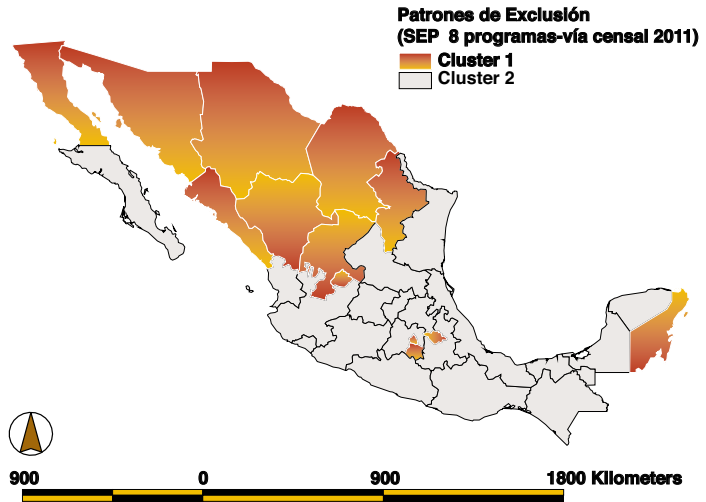 Patrones de Exclusión
(SEP 8 programas-vía censal 2011)
Cluster 1
Cluster 2
900 0 900 1800 Kilometers